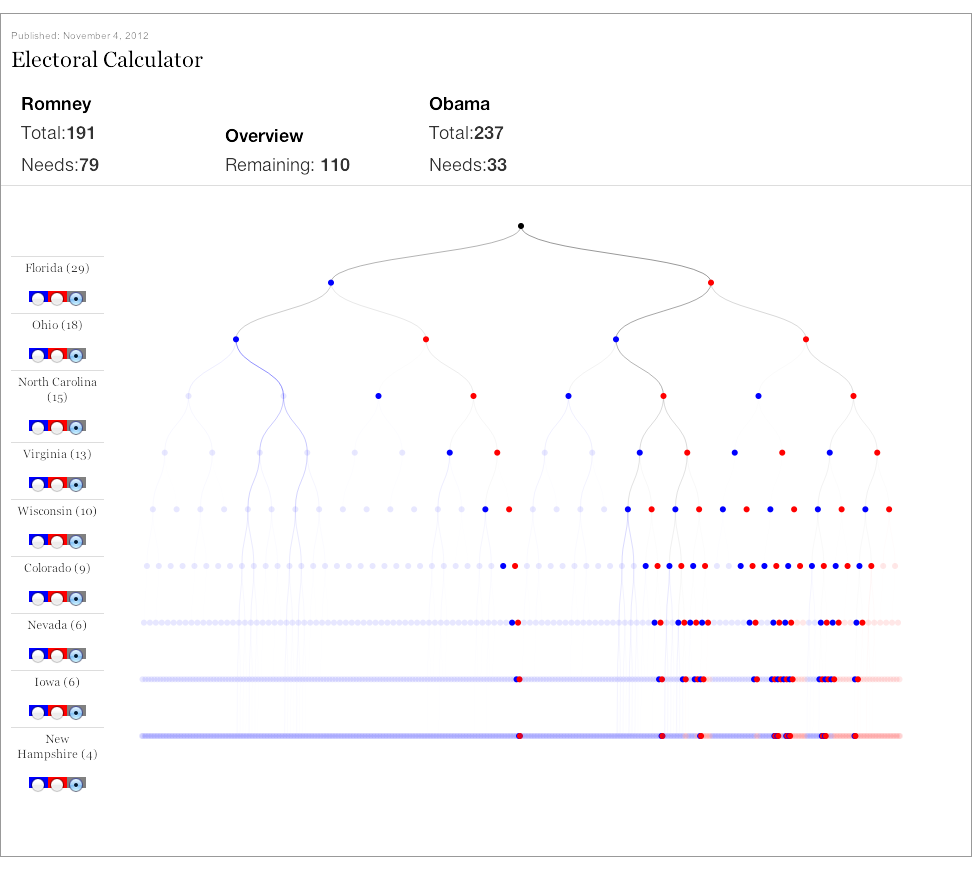 Published: November 4, 2012
Electoral Calculator
Romney
Total:191
Needs:79
Overview
Remaining: 110
Obama
Total:237
Needs:33
Florida (29)
Ohio (18)
North Carolina
(15)
Virginia (13)
Wisconsin (10)
Colorado (9)
Nevada (6)
Iowa (6)
New
Hampshire (4)